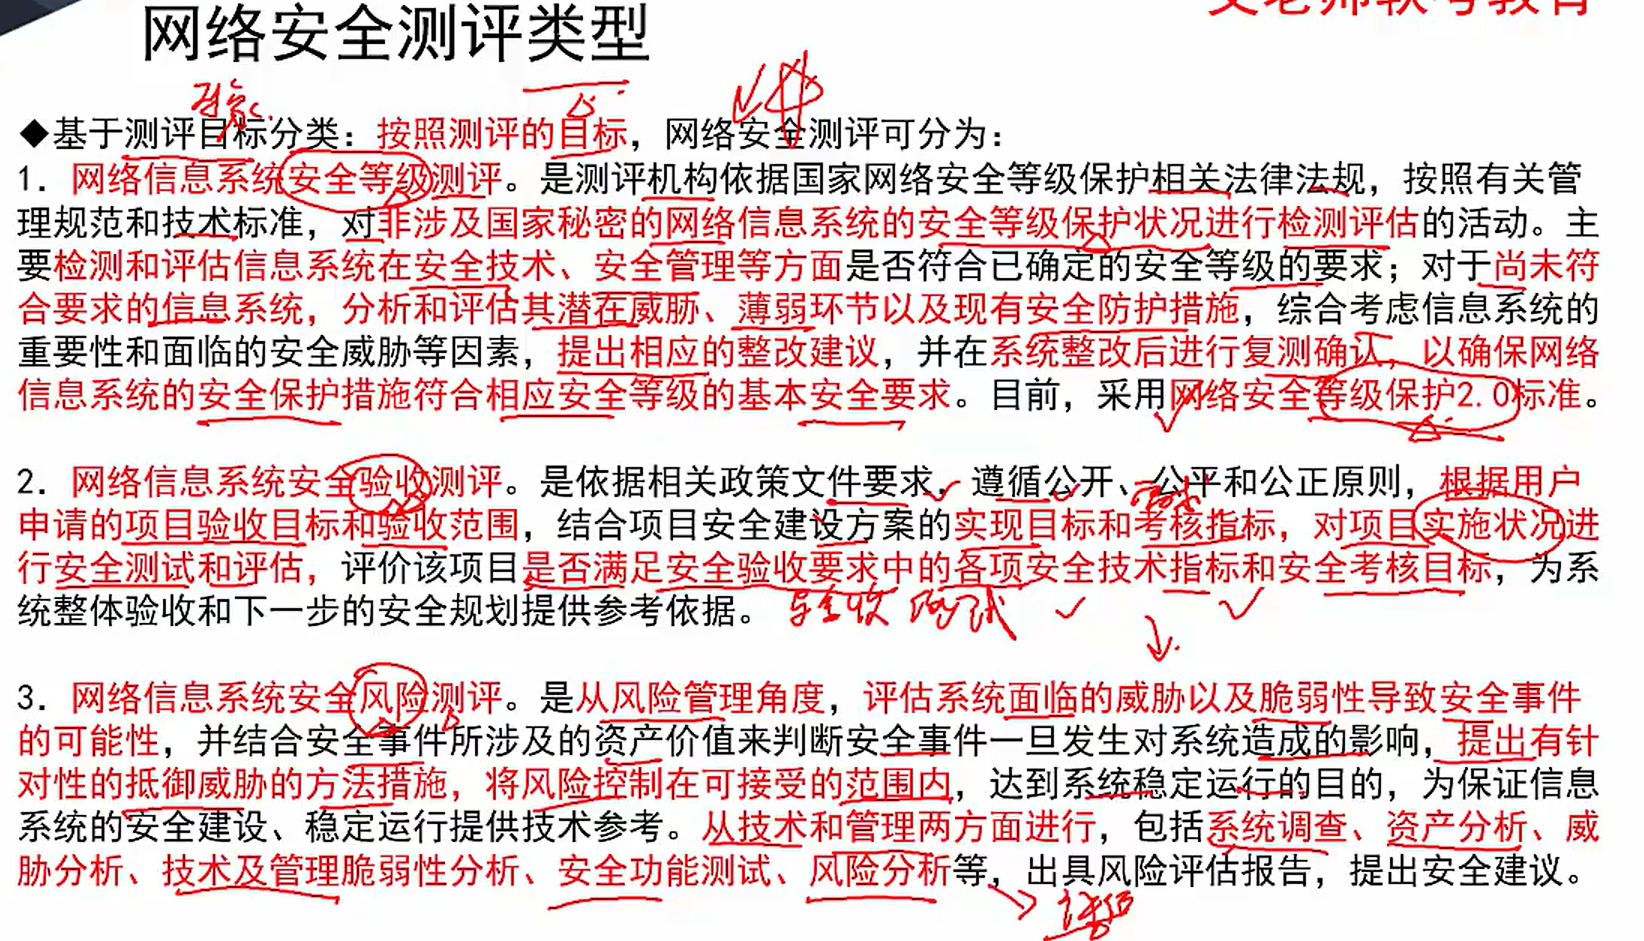 网络安全测评类型
◆基于测评目标分类：按照测评的目标，网络安全测评可分为：
1．网络信息系统安全等级测评。是测评机构依据国家网络安全等级保护相关法律法规，按照有关管
理规范和技术标准，对非涉及国家秘密的网络信息系统的安全等级保护状况进行检测评估的活动。主
要检测和评估信息系统在安全技术、安全管理等方面是否符合已确定的安全等级的要求；对于尚未符
合要求的信息系统，分析和评估其潜在威胁、薄弱环节以及现有安全防护措施，综合考虑信息系统的
重要性和面临的安全威胁等因素，提出相应的整改建议，并在系统整改后进行复测确认，以确保网络
信息系统的安全保护措施符合相应安全等级的基本安全要求。目前，采用网络安全等级保护2.0标准。
2．网络信息系统安全验收测评。是依据相关政策文件要求，遵循公开、公平和公正原则，根据用户
申请的项目验收目标和验收范围，结合项目安全建设方案的实现目标和考核指标，对项目实施状况进
行安全测试和评估，评价该项目是否满足安全验收要求中的各项安全技术指标和安全考核目标，为系
统整体验收和下一步的安全规划提供参考依据。
3．网络信息系统安全风险测评。是从风险管理角度，评估系统面临的威胁以及脆弱性导致安全事件
的可能性，并结合安全事件所涉及的资产价值来判断安全事件一旦发生对系统造成的影响，提出有针
对性的抵御威胁的方法措施，将风险控制在可接受的范围内，达到系统稳定运行的目的，为保证信息
系统的安全建设、稳定运行提供技术参考。从技术和管理两方面进行，包括系统调查、资产分析、威
胁分析、技术及管理脆弱性分析、安全功能测试、风险分析等，出具风险评估报告，提出安全建议。